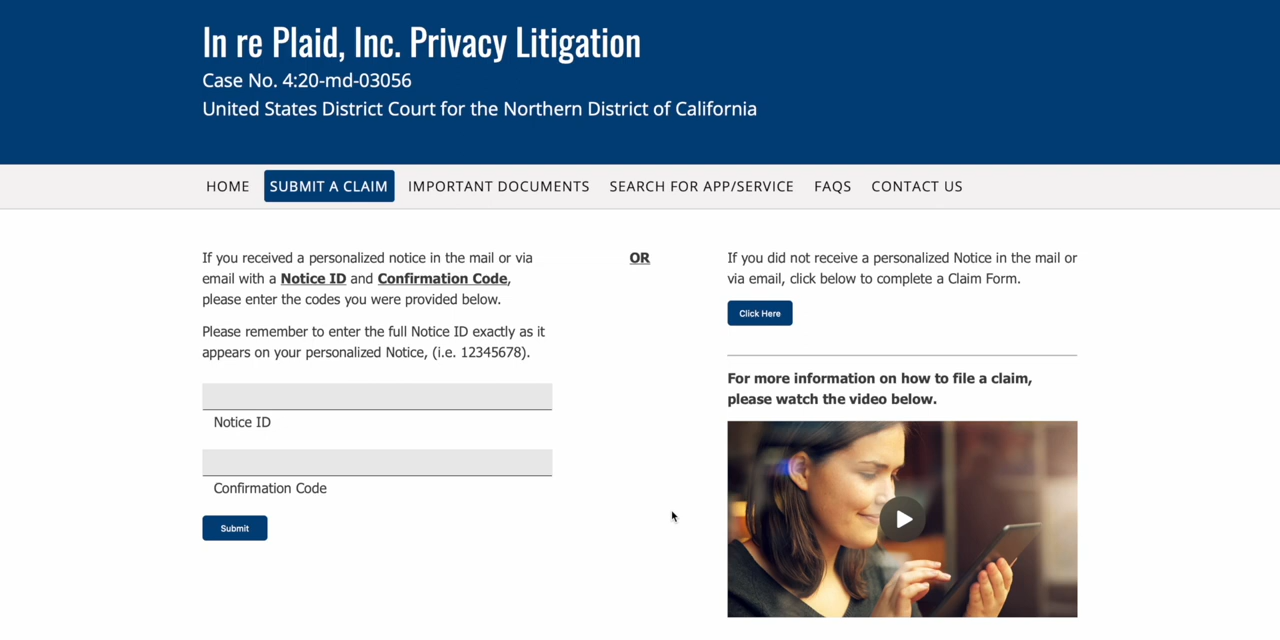 In re Plaid, Inc. Privacy Litigation
Case No. 4:20-md-03056
United States District Court for the Northern District of California
HOME SUBMIT A CLAIM IMPORTANT DOCUMENTS SEARCH FOR APP/SERVICE FAQS CONTACT US
If you received a personalized notice in the mail or via
email with a Notice ID and Confirmation Code,
please enter the codes you were provided below.
Please remember to enter the full Notice ID exactly as it
appears on your personalized Notice, (i.e. 12345678).
Notice ID
Confirmation Code
Submit
OR
If you did not receive a personalized Notice in the mail or
via email, click below to complete a Claim Form.
Click Here
For more information on how to file a claim,
please watch the video below.